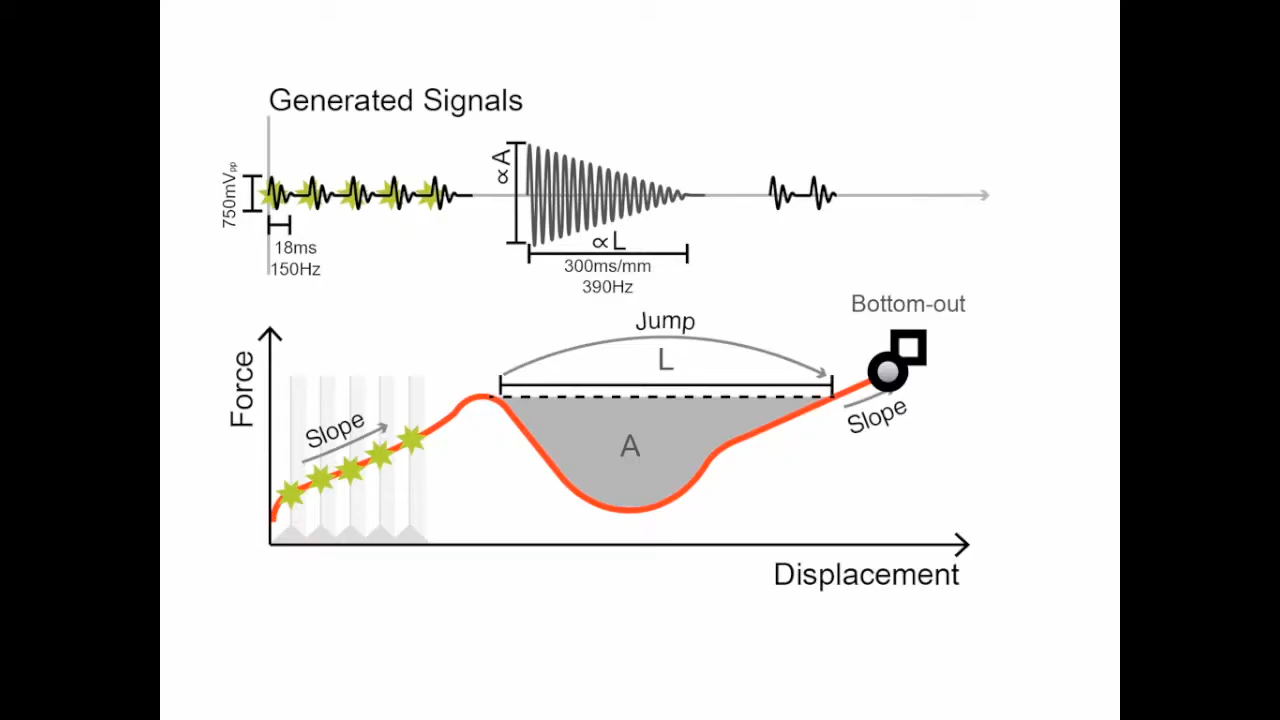 Generated Signals
750mVpp
18ms
150Hz
∝A
∝L
300ms/mm
390Hz
Bottom-out
Jump
L
Force
Slope
A
Slope
Displacement